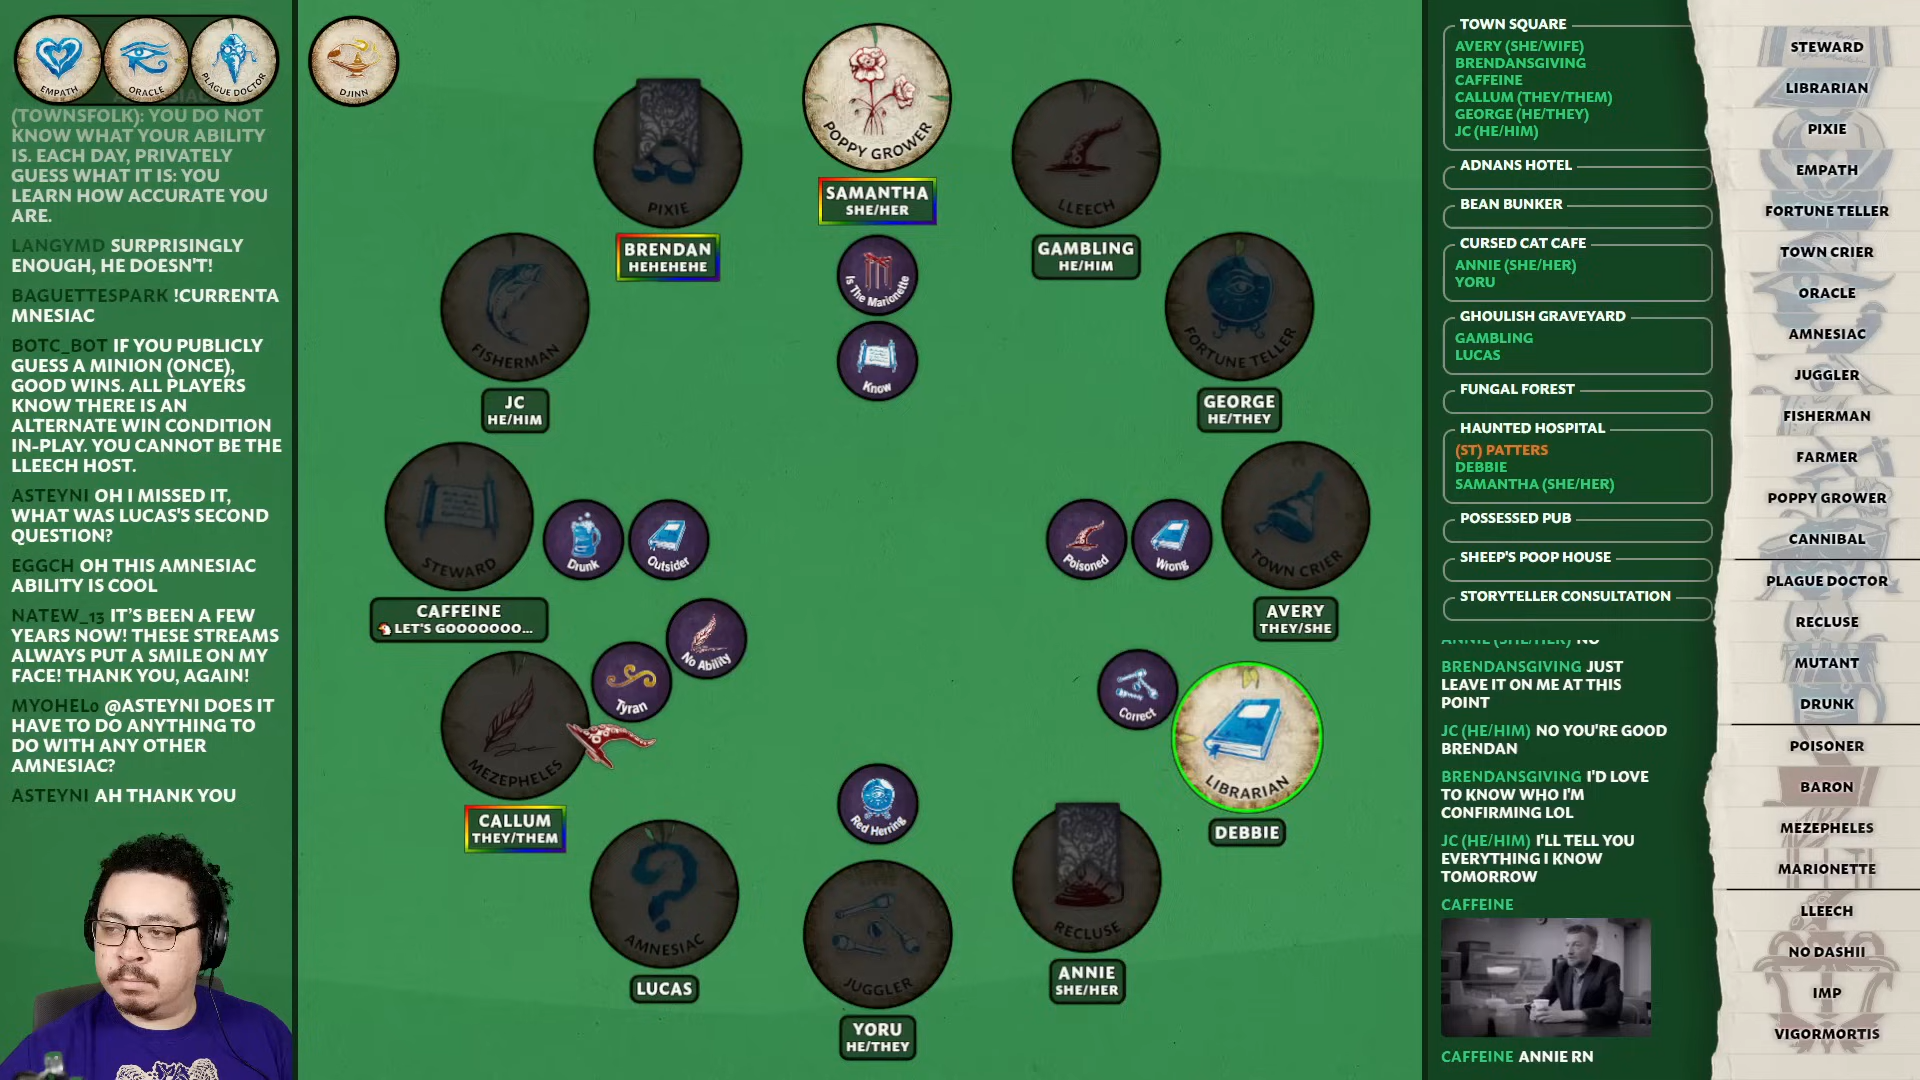 EMPATH
ORACLE
PLAGUE DOCTOR
DJINN
(TOWNSFOLK): YOU DO NOT
KNOW WHAT YOUR ABILITY
IS. EACH DAY, PRIVATELY
GUESS WHAT IT IS: YOU
LEARN HOW ACCURATE YOU
ARE.
LANGYMD SURPRISINGLY
ENOUGH, HE DOESN'T!
BAGUETTESPARK !CURRENTA
MNESIAC
BOTC_BOT IF YOU PUBLICLY
GUESS A MINION (ONCE),
GOOD WINS. ALL PLAYERS
KNOW THERE IS AN
ALTERNATE WIN CONDITION
IN-PLAY. YOU CANNOT BE THE
LLEECH HOST.
ASTEYNI OH I MISSED IT,
WHAT WAS LUCAS'S SECOND
QUESTION?
EGGCH OH THIS AMNESIAC
ABILITY IS COOL
NATEW_13 IT'S BEEN A FEW
YEARS NOW! THESE STREAMS
ALWAYS PUT A SMILE ON MY
FACE! THANK YOU, AGAIN!
MYOHELO @ASTEYNI DOES IT
HAVE TO DO ANYTHING TO
DO WITH ANY OTHER
AMNESIAC?
ASTEYNI AH THANK YOU
POPPY GROWER
SAMANTHA
SHE/HER
Is The Marionette
Know
PIXIE
BRENDAN
HEHEHEHE
LLEECH
GAMBLING
HE/HIM
FISHERMAN
JC
HE/HIM
FORTUNE TELLER
GEORGE
HE/THEY
STEWARD
Drunk
Outsider
CAFFEINE
LET'S GOOOOOOO...
Poisoned
Wrong
TOWN CRIER
AVERY
THEY/SHE
MEZEPHELES
Tyran
No Ability
CALLUM
THEY/THEM
Correct
LIBRARIAN
DEBBIE
AMNESIAC
LUCAS
Red Herring
JUGGLER
YORU
HE/THEY
RECLUSE
ANNIE
SHE/HER
TOWN SQUARE
AVERY (SHE/WIFE)
BRENDANSGIVING
CAFFEINE
CALLUM (THEY/THEM)
GEORGE (HE/THEY)
JC (HE/HIM)
ADNANS HOTEL
BEAN BUNKER
CURSED CAT CAFE
ANNIE (SHE/HER)
YORU
GHOULISH GRAVEYARD
GAMBLING
LUCAS
FUNGAL FOREST
HAUNTED HOSPITAL
(ST) PATTERS
DEBBIE
SAMANTHA (SHE/HER)
POSSESSED PUB
SHEEP'S POOP HOUSE
STORYTELLER CONSULTATION
ANNIE (SHE/HER) NO
BRENDANSGIVING JUST
LEAVE IT ON ME AT THIS
POINT
JC (HE/HIM) NO YOU'RE GOOD
BRENDAN
BRENDANSGIVING I'D LOVE
TO KNOW WHO I'M
CONFIRMING LOL
JC (HE/HIM) I'LL TELL YOU
EVERYTHING I KNOW
TOMORROW
CAFFEINE
CAFFEINE ANNIE RN
STEWARD
LIBRARIAN
PIXIE
EMPATH
FORTUNE TELLER
TOWN CRIER
ORACLE
AMNESIAC
JUGGLER
FISHERMAN
FARMER
POPPY GROWER
CANNIBAL
PLAGUE DOCTOR
RECLUSE
MUTANT
DRUNK
POISONER
BARON
MEZEPHELES
MARIONETTE
LLEECH
NO DASHII
IMP
VIGORMORTIS